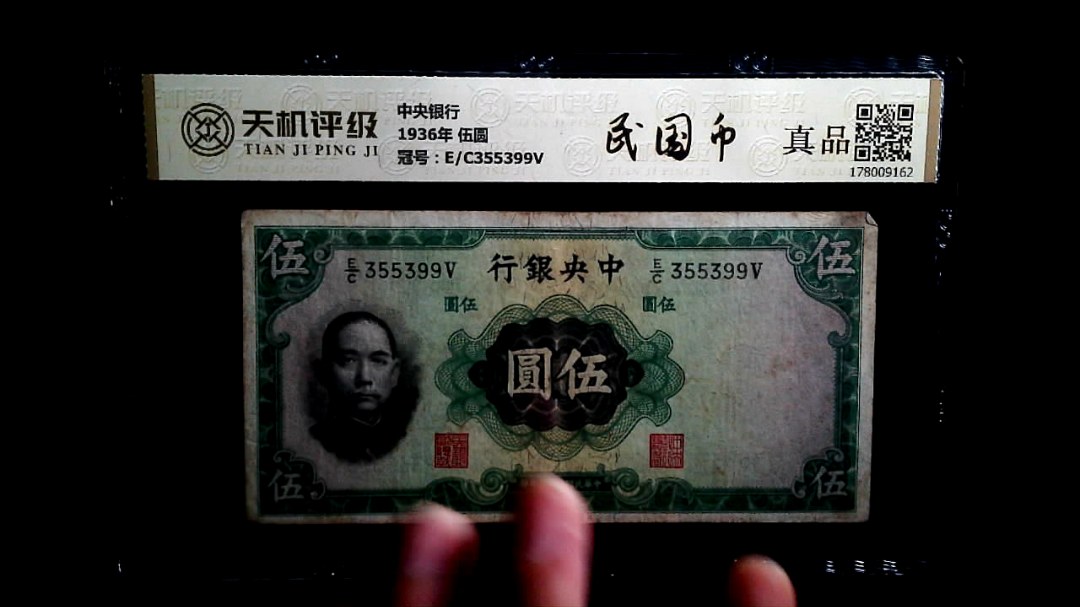 天机评级
TIAN JI PING JI
中央银行
1936年 伍圆
冠号：E/C355399V
民国币
真品
178009162
伍
E/C 355399V
行銀央中
E/C 355399V
伍
圓伍
圓伍
圓伍
伍
伍